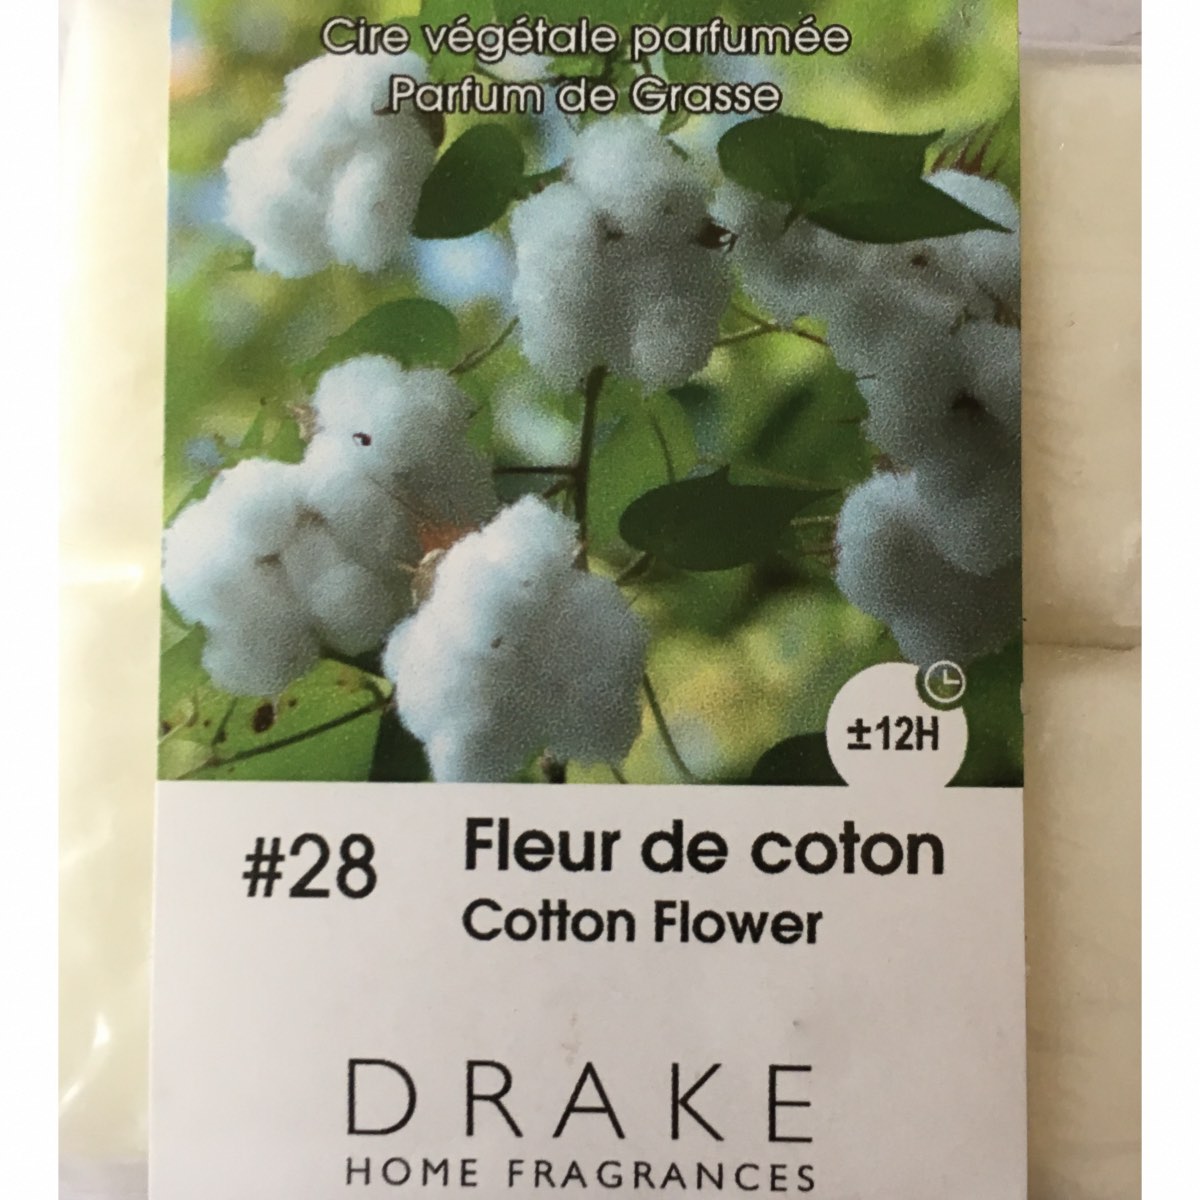 Cire végétale parfumée
Parfum de Grasse
±12H
#28
Fleur de coton
Cotton Flower
DRAKE
HOME FRAGRANCES